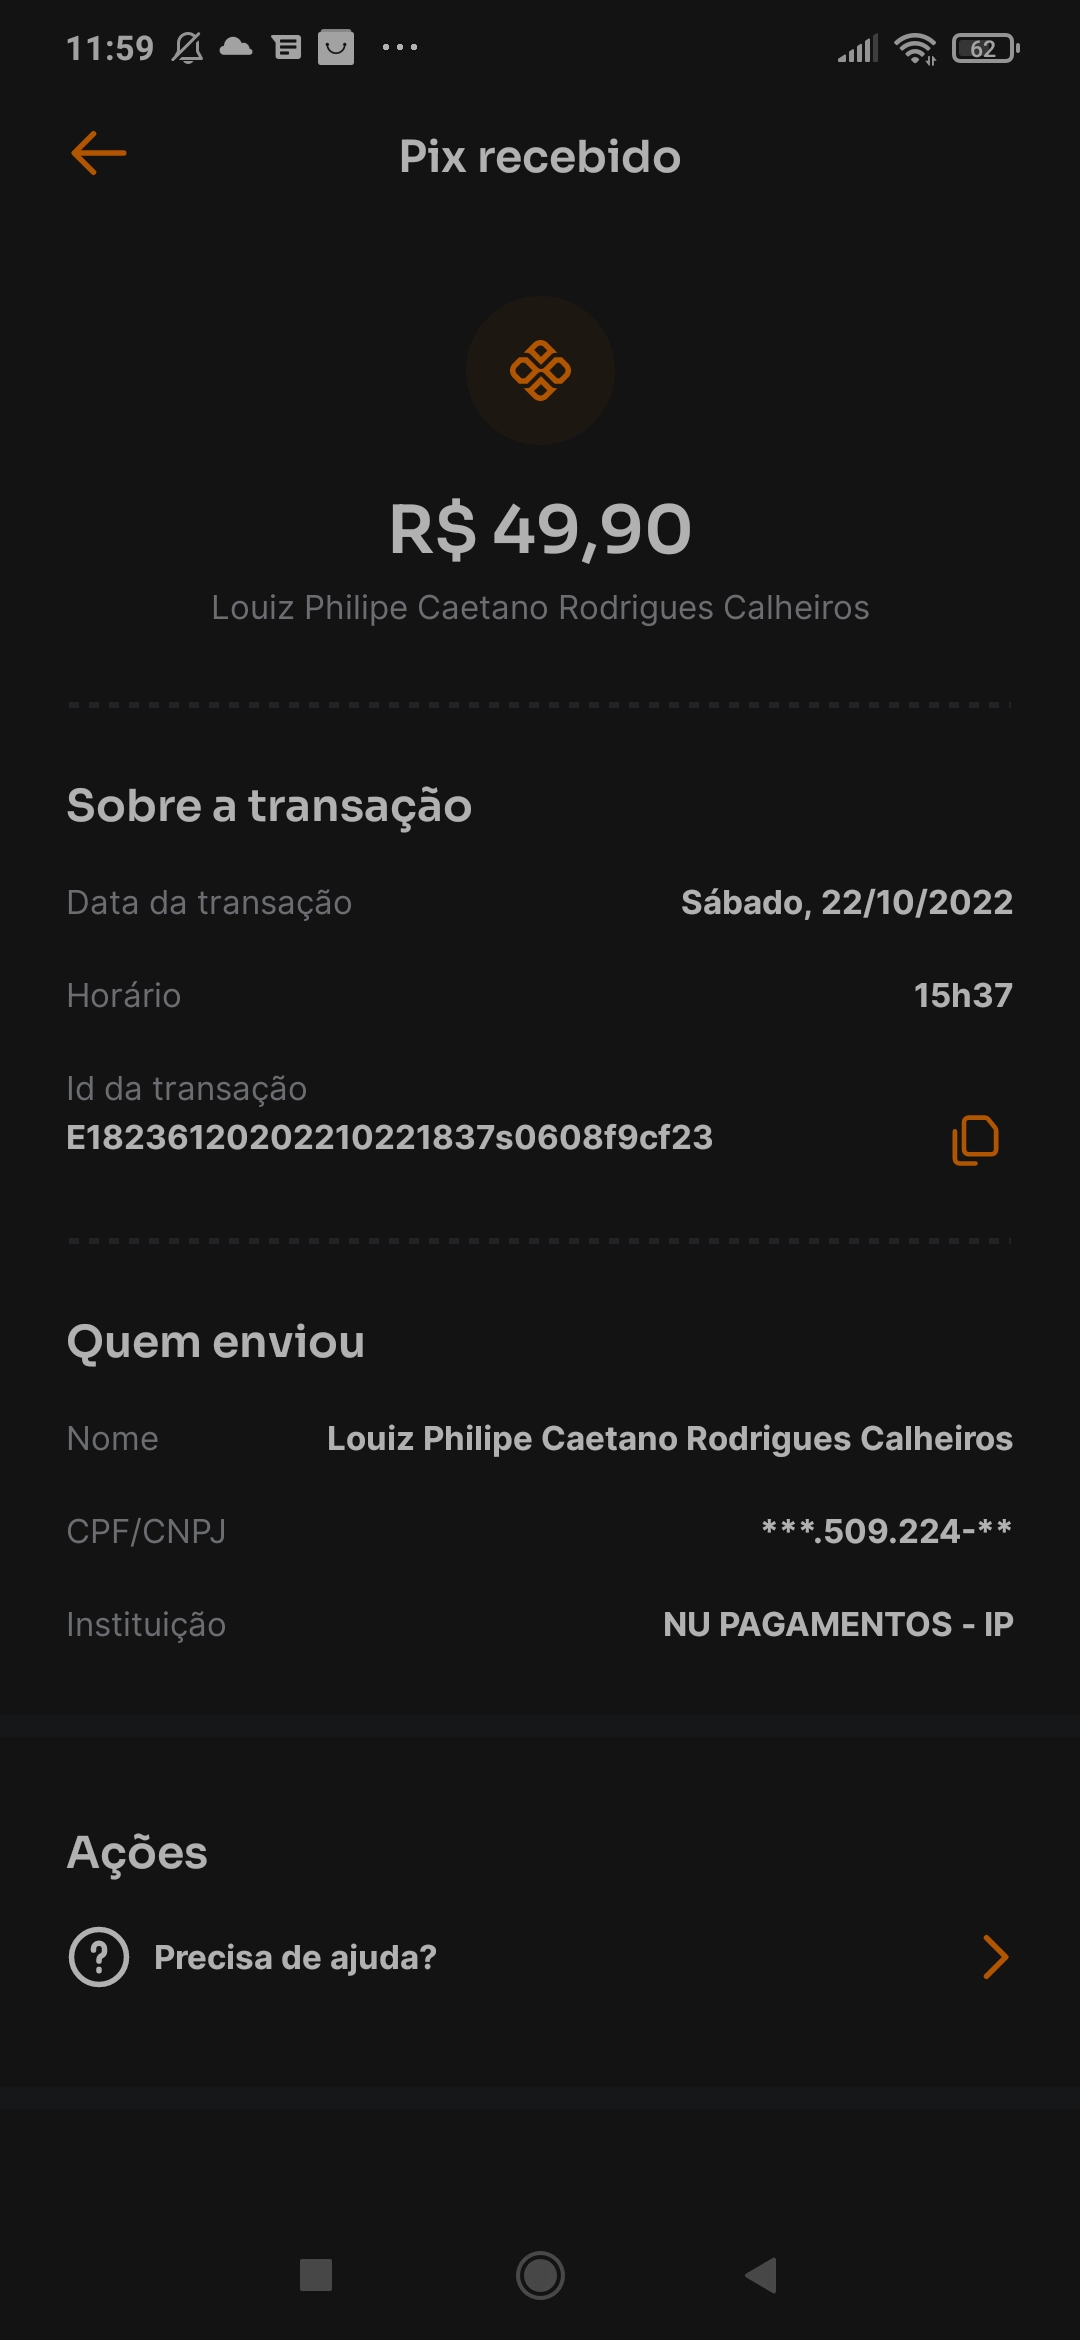 11:59
62
Pix recebido
R$ 49,90
Louiz Philipe Caetano Rodrigues Calheiros
Sobre a transação
Data da transação Sábado, 22/10/2022
Horário 15h37
Id da transação
E18236120202210221837s0608f9cf23
Quem enviou
Nome Louiz Philipe Caetano Rodrigues Calheiros
CPF/CNPJ ***.509.224-**
Instituição NU PAGAMENTOS - IP
Ações
Precisa de ajuda?